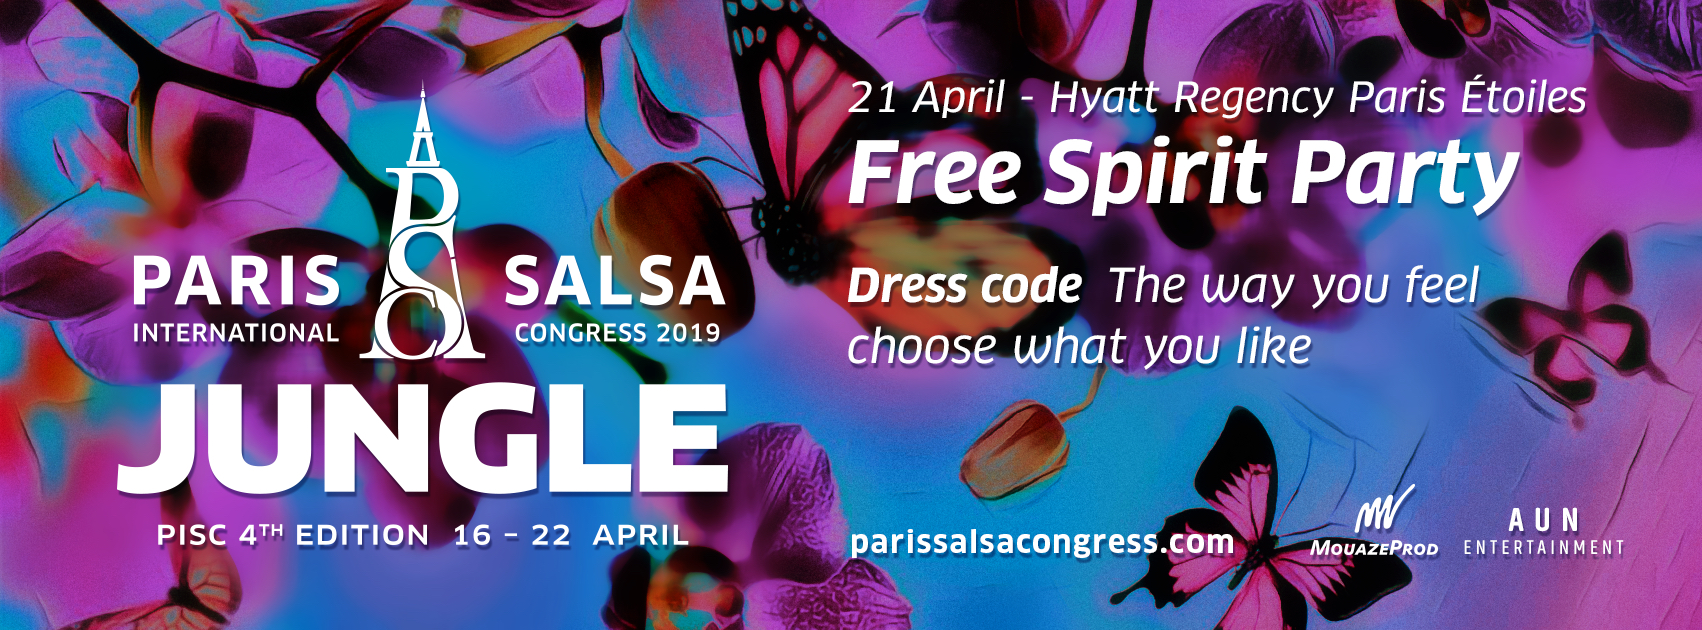 PARIS SALSA
INTERNATIONAL CONGRESS 2019
PSC
JUNGLE
PISC 4TH EDITION 16 - 22 APRIL
21 April - Hyatt Regency Paris Étoiles
Free Spirit Party
Dress code The way you feel
choose what you like
parissalsacongress.com
MOUAZEPROD
AUN
ENTERTAINMENT